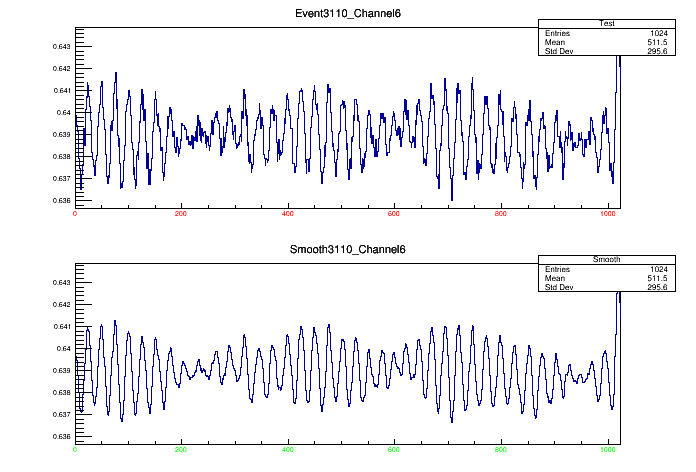 Event3110_Channel6
Test
Entries 1024
Mean 511.5
Std Dev 295.6
0.643
0.642
0.641
0.64
0.639
0.638
0.637
0.636
0 200 400 600 800 1000
Smooth3110_Channel6
Smooth
Entries 1024
Mean 511.5
Std Dev 295.6
0.643
0.642
0.641
0.64
0.639
0.638
0.637
0.636
0 200 400 600 800 1000